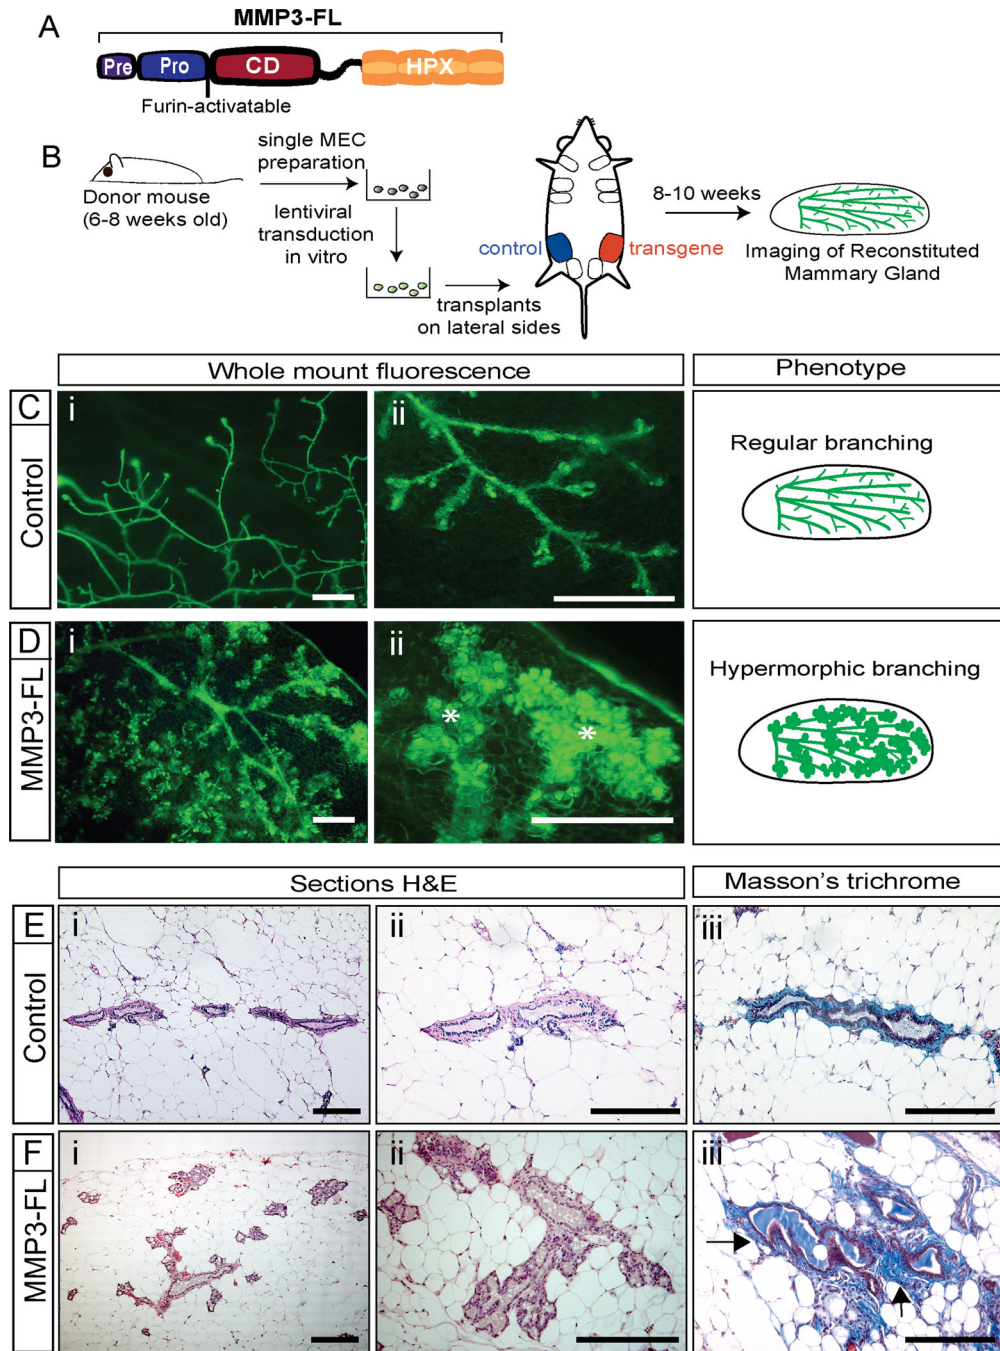 A
MMP3-FL
Pre
Pro
CD
HPX
Furin-activatable
B
Donor mouse
(6-8 weeks old)
single MEC
preparation
lentiviral
transduction
in vitro
transplants
on lateral sides
control
transgene
8-10 weeks
Imaging of Reconstituted
Mammary Gland
Whole mount fluorescence
Phenotype
C
Control
i
ii
Regular branching
D
MMP3-FL
i
ii
*
*
Hypermorphic branching
Sections H&E
Masson's trichrome
E
Control
i
ii
iii
F
MMP3-FL
i
ii
iii